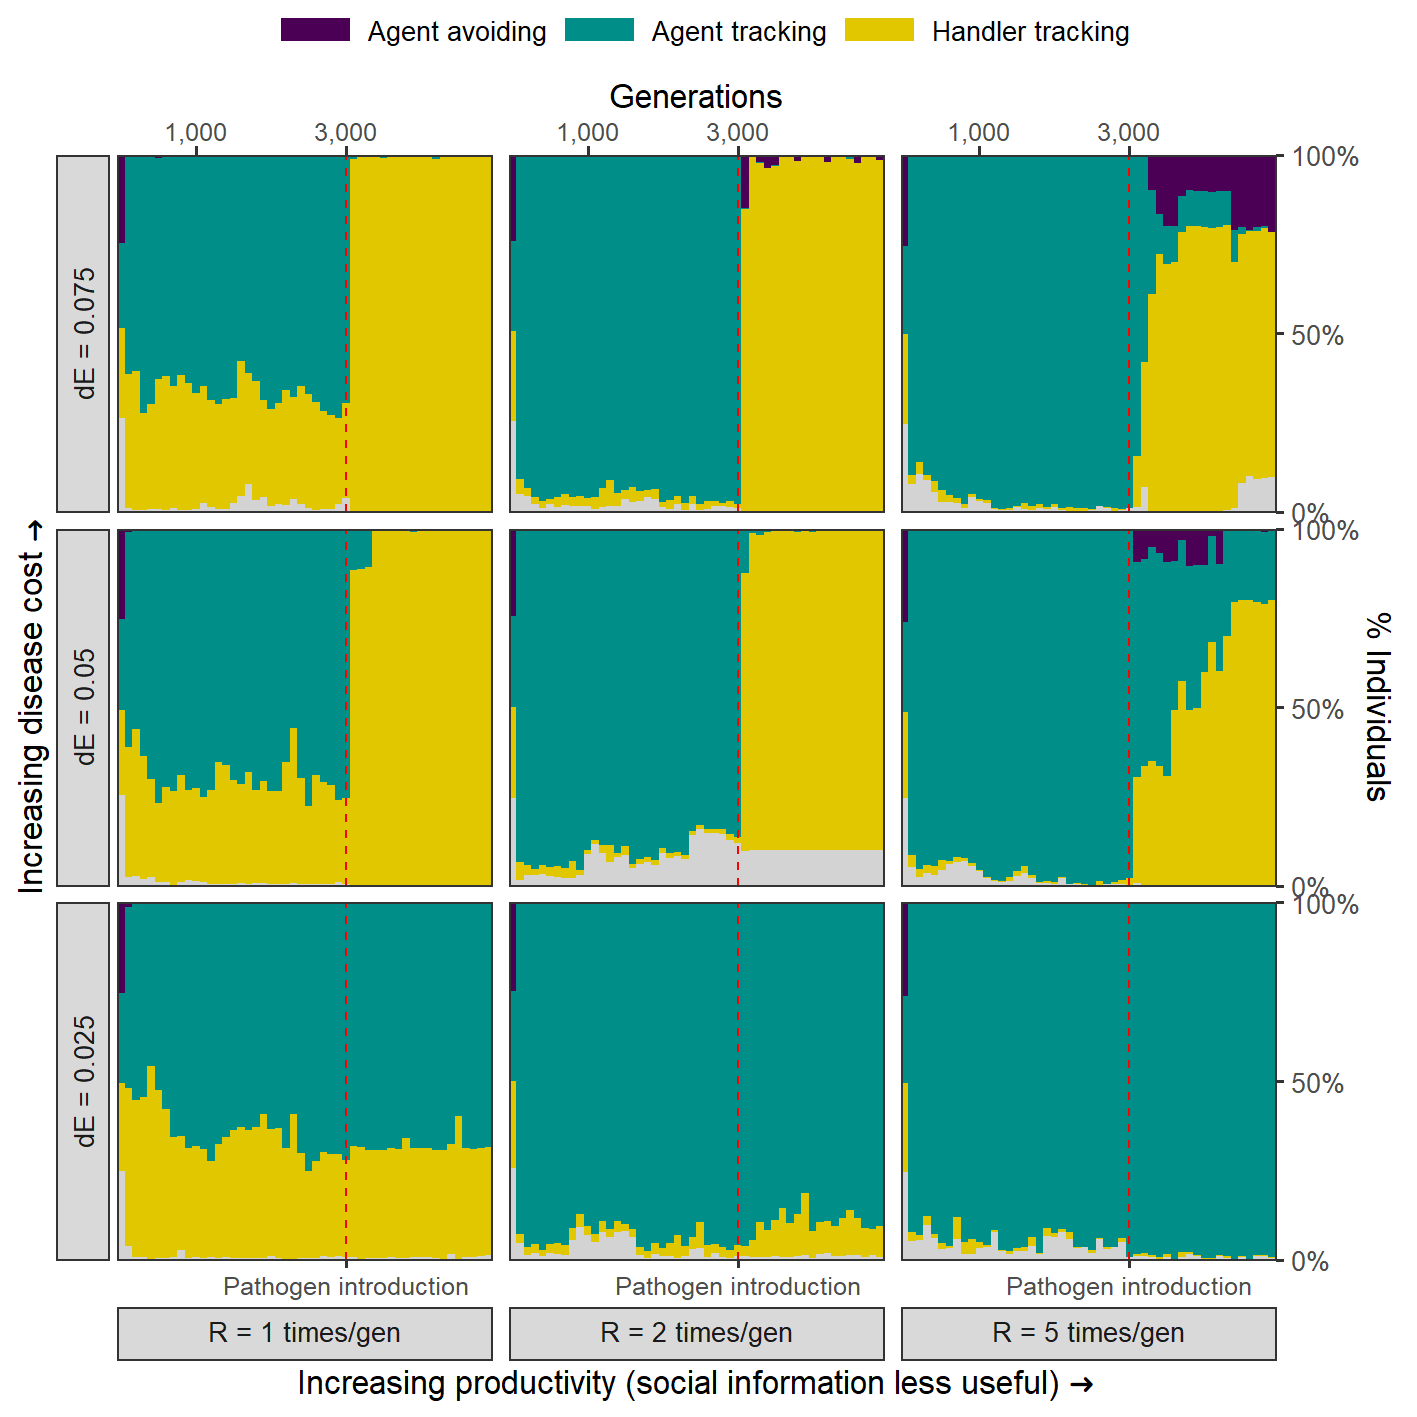 Agent avoiding Agent tracking Handler tracking
Generations
1,000 3,000 1,000 3,000 1,000 3,000
dE = 0.075
100%
50%
0%
Increasing disease cost →
dE = 0.05
100%
50%
0%
% Individuals
dE = 0.025
100%
50%
0%
Pathogen introduction Pathogen introduction Pathogen introduction
R = 1 times/gen R = 2 times/gen R = 5 times/gen
Increasing productivity (social information less useful) →